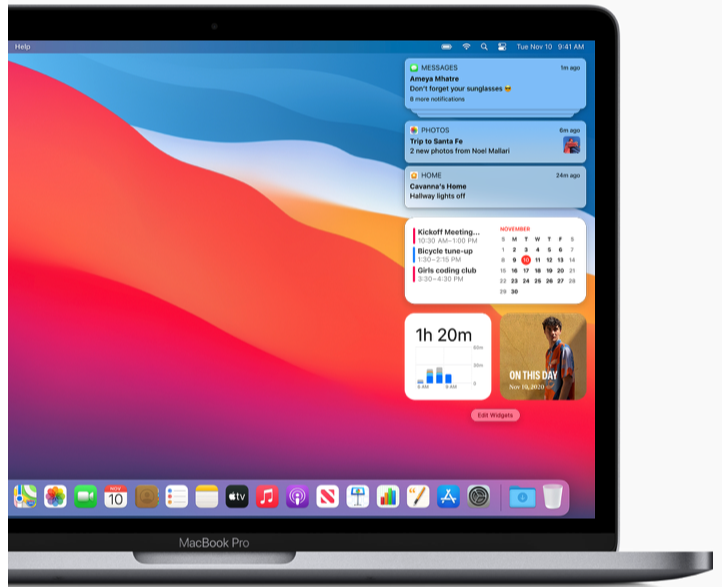 Help
Tue Nov 10 9:41 AM
MESSAGES
1m ago
Ameya Mhatre
Don't forget your sunglasses 😎
6 more notifications
PHOTOS
6m ago
Trip to Santa Fe
2 new photos from Noel Mallari
HOME
24m ago
Cavanna's Home
Hallway lights off
Kickoff Meeting...
10:30 AM–1:00 PM
Bicycle tune-up
1:30–2:15 PM
Girls coding club
3:30–4:30 PM
NOVEMBER
S M T W T F S
1 2 3 4 5 6 7
8 9 10 11 12 13 14
15 16 17 18 19 20 21
22 23 24 25 26 27 28
29 30
1h 20m
60m
30m
0
6 AM 9 AM
ON THIS DAY
Nov 10, 2020
Edit Widgets
NOV
10
tv
MacBook Pro